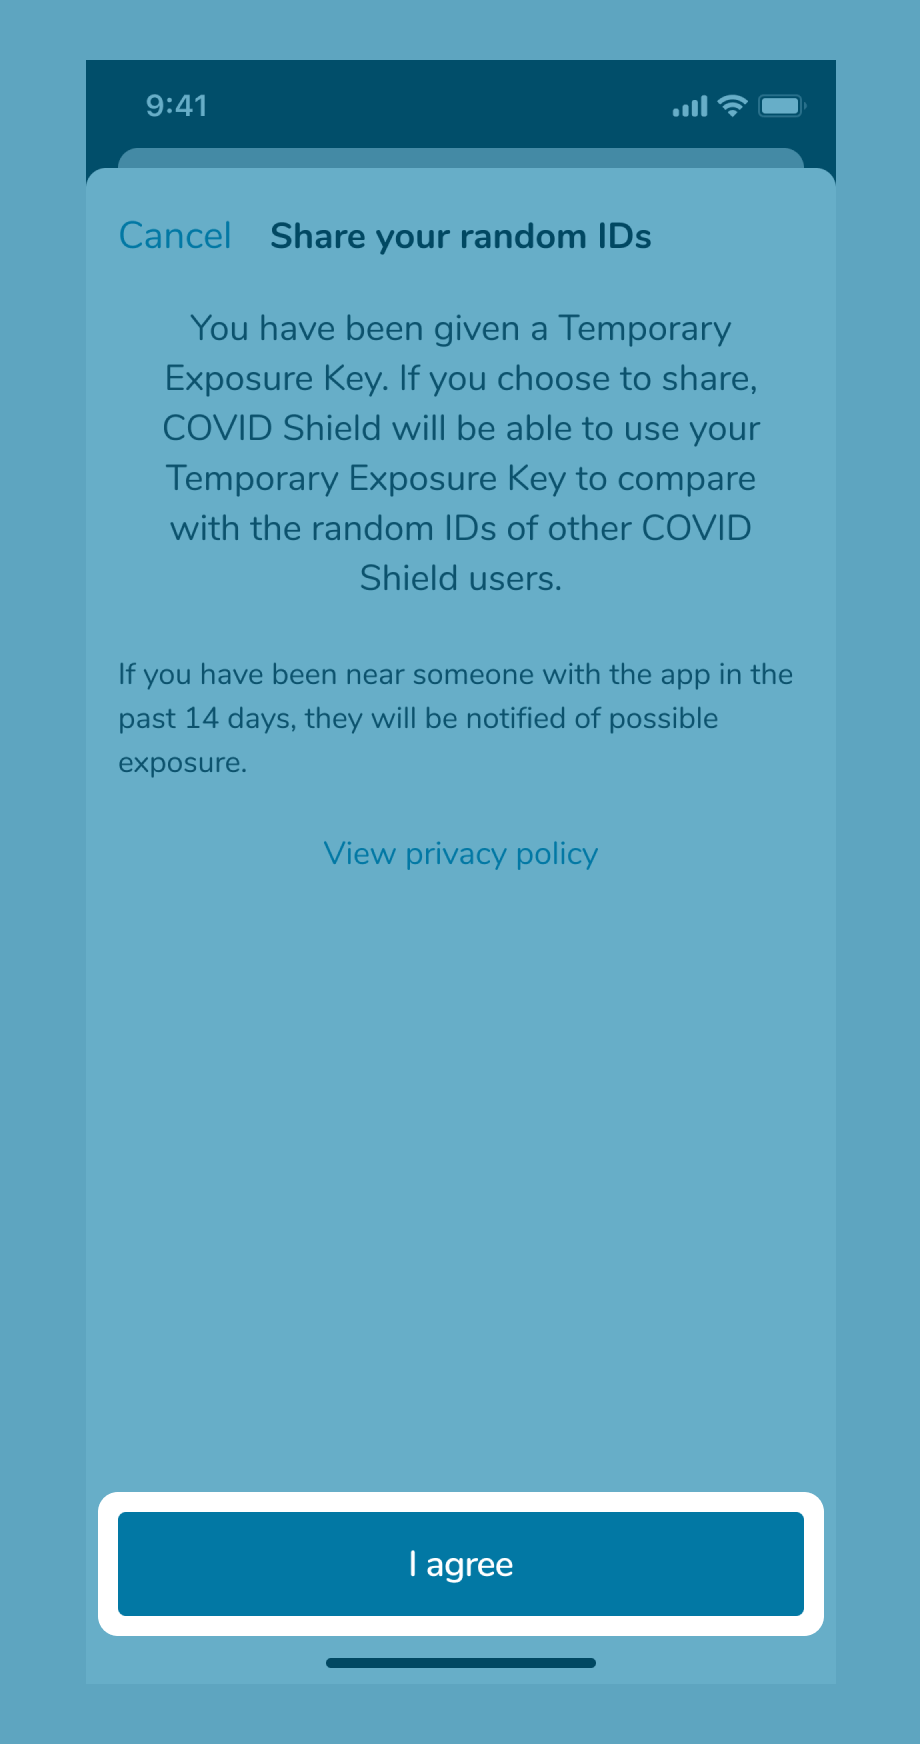 9:41
Cancel Share your random IDs
You have been given a Temporary
Exposure Key. If you choose to share,
COVID Shield will be able to use your
Temporary Exposure Key to compare
with the random IDs of other COVID
Shield users.
If you have been near someone with the app in the
past 14 days, they will be notified of possible
exposure.
View privacy policy
I agree